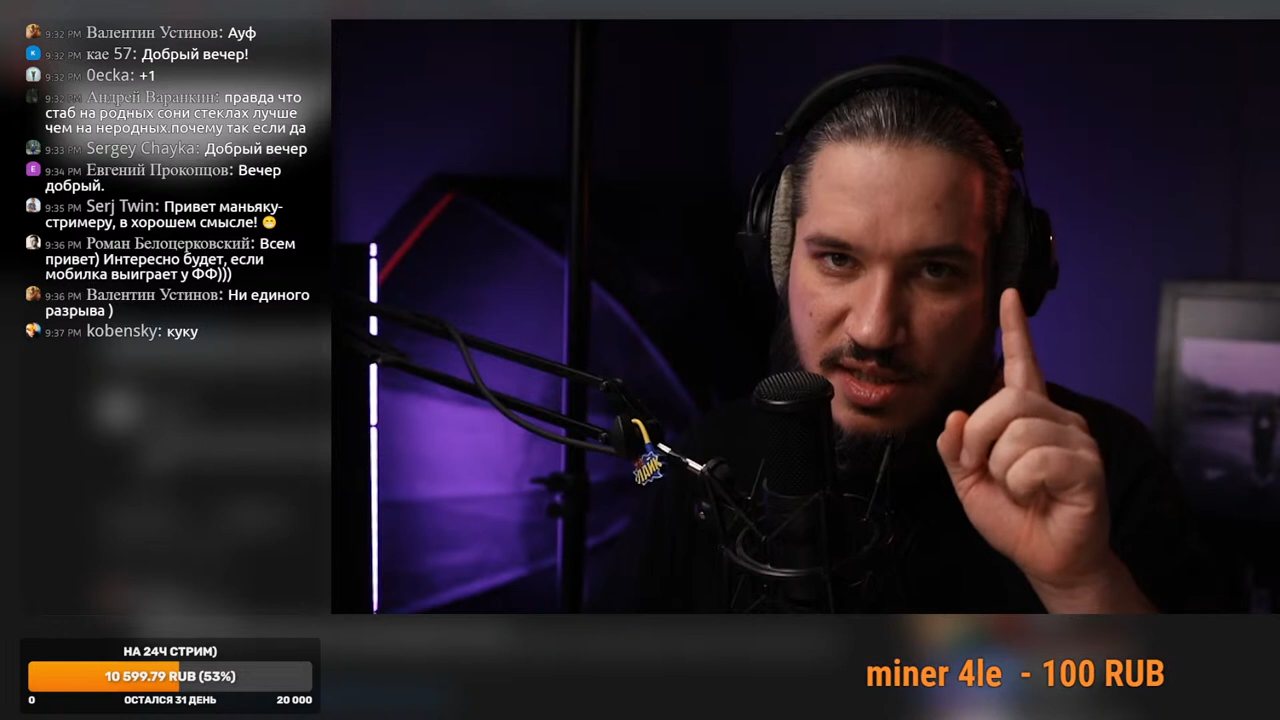 9:32 PM Валентин Устинов: Ауф
K 9:32 PM кае 57: Добрый вечер!
9:32 PM 0ecka: +1
9:32 PM Андрей Варанкин: правда что
стаб на родных сони стеклах лучше
чем на неродных.почему так если да
9:33 PM Sergey Chayka: Добрый вечер
E 9:34 PM Евгений Прокопцов: Вечер
добрый.
9:35 PM Serj Twin: Привет маньяку-
стримеру, в хорошем смысле! 😁
9:36 PM Роман Белоцерковский: Всем
привет) Интересно будет, если
мобилка выиграет у ФФ)))
9:36 PM Валентин Устинов: Ни единого
разрыва )
9:37 PM kobensky: куку
ЛАЙК
НА 24Ч СТРИМ)
10 599.79 RUB (53%)
0 ОСТАЛСЯ 31 ДЕНЬ 20 000
miner 4le - 100 RUB